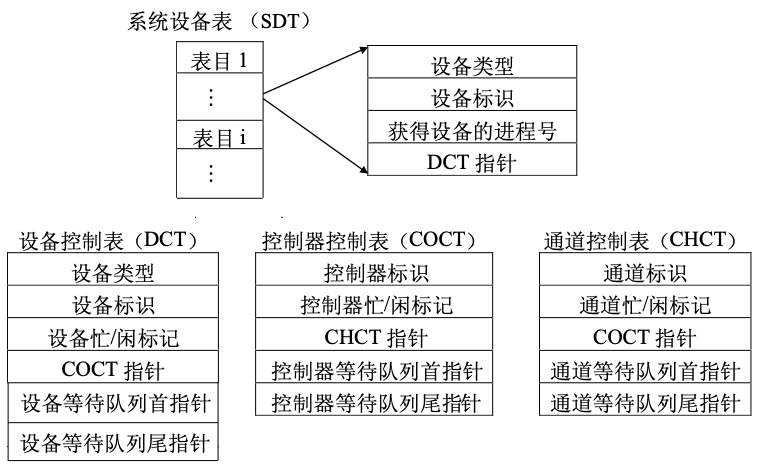 系统设备表 （SDT）
表目 1
⋮
表目 i
⋮
设备类型
设备标识
获得设备的进程号
DCT 指针
设备控制表（DCT）
设备类型
设备标识
设备忙/闲标记
COCT 指针
设备等待队列首指针
设备等待队列尾指针
控制器控制表（COCT）
控制器标识
控制器忙/闲标记
CHCT 指针
控制器等待队列首指针
控制器等待队列尾指针
通道控制表（CHCT）
通道标识
通道忙/闲标记
COCT 指针
通道等待队列首指针
通道等待队列尾指针